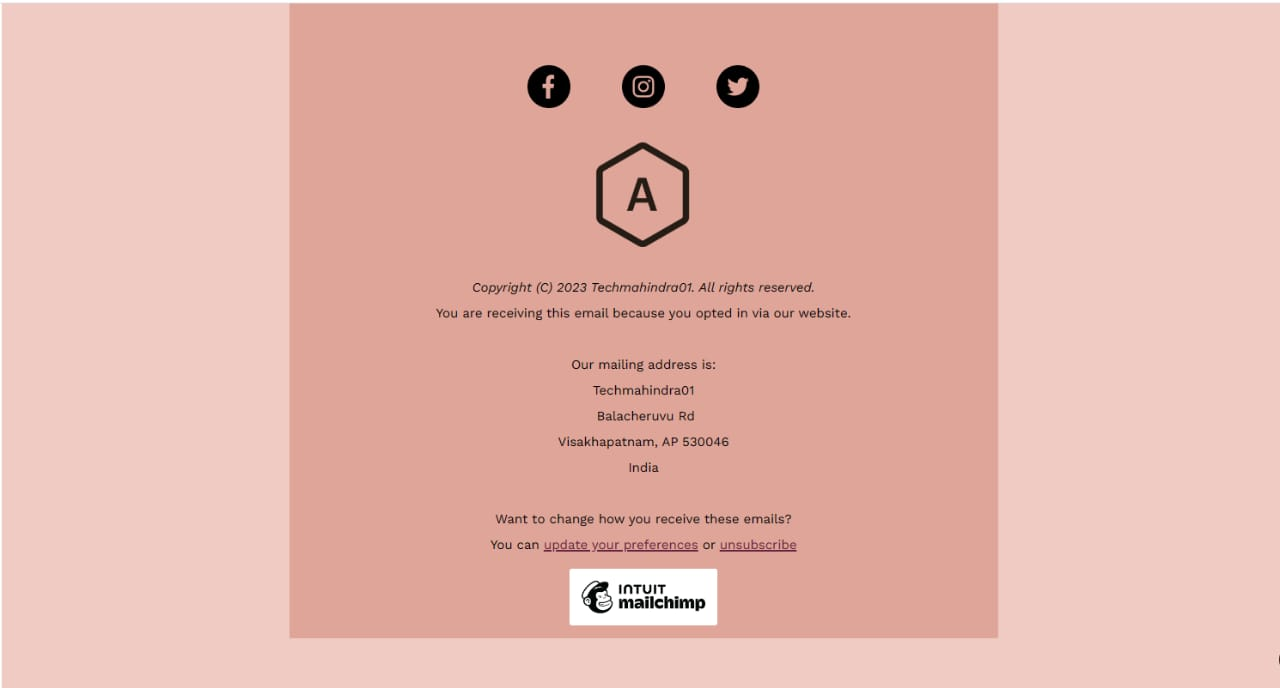 A
Copyright (C) 2023 Techmahindra01. All rights reserved.
You are receiving this email because you opted in via our website.
Our mailing address is:
Techmahindra01
Balacheruvu Rd
Visakhapatnam, AP 530046
India
Want to change how you receive these emails?
You can update your preferences or unsubscribe
INTUIT
mailchimp